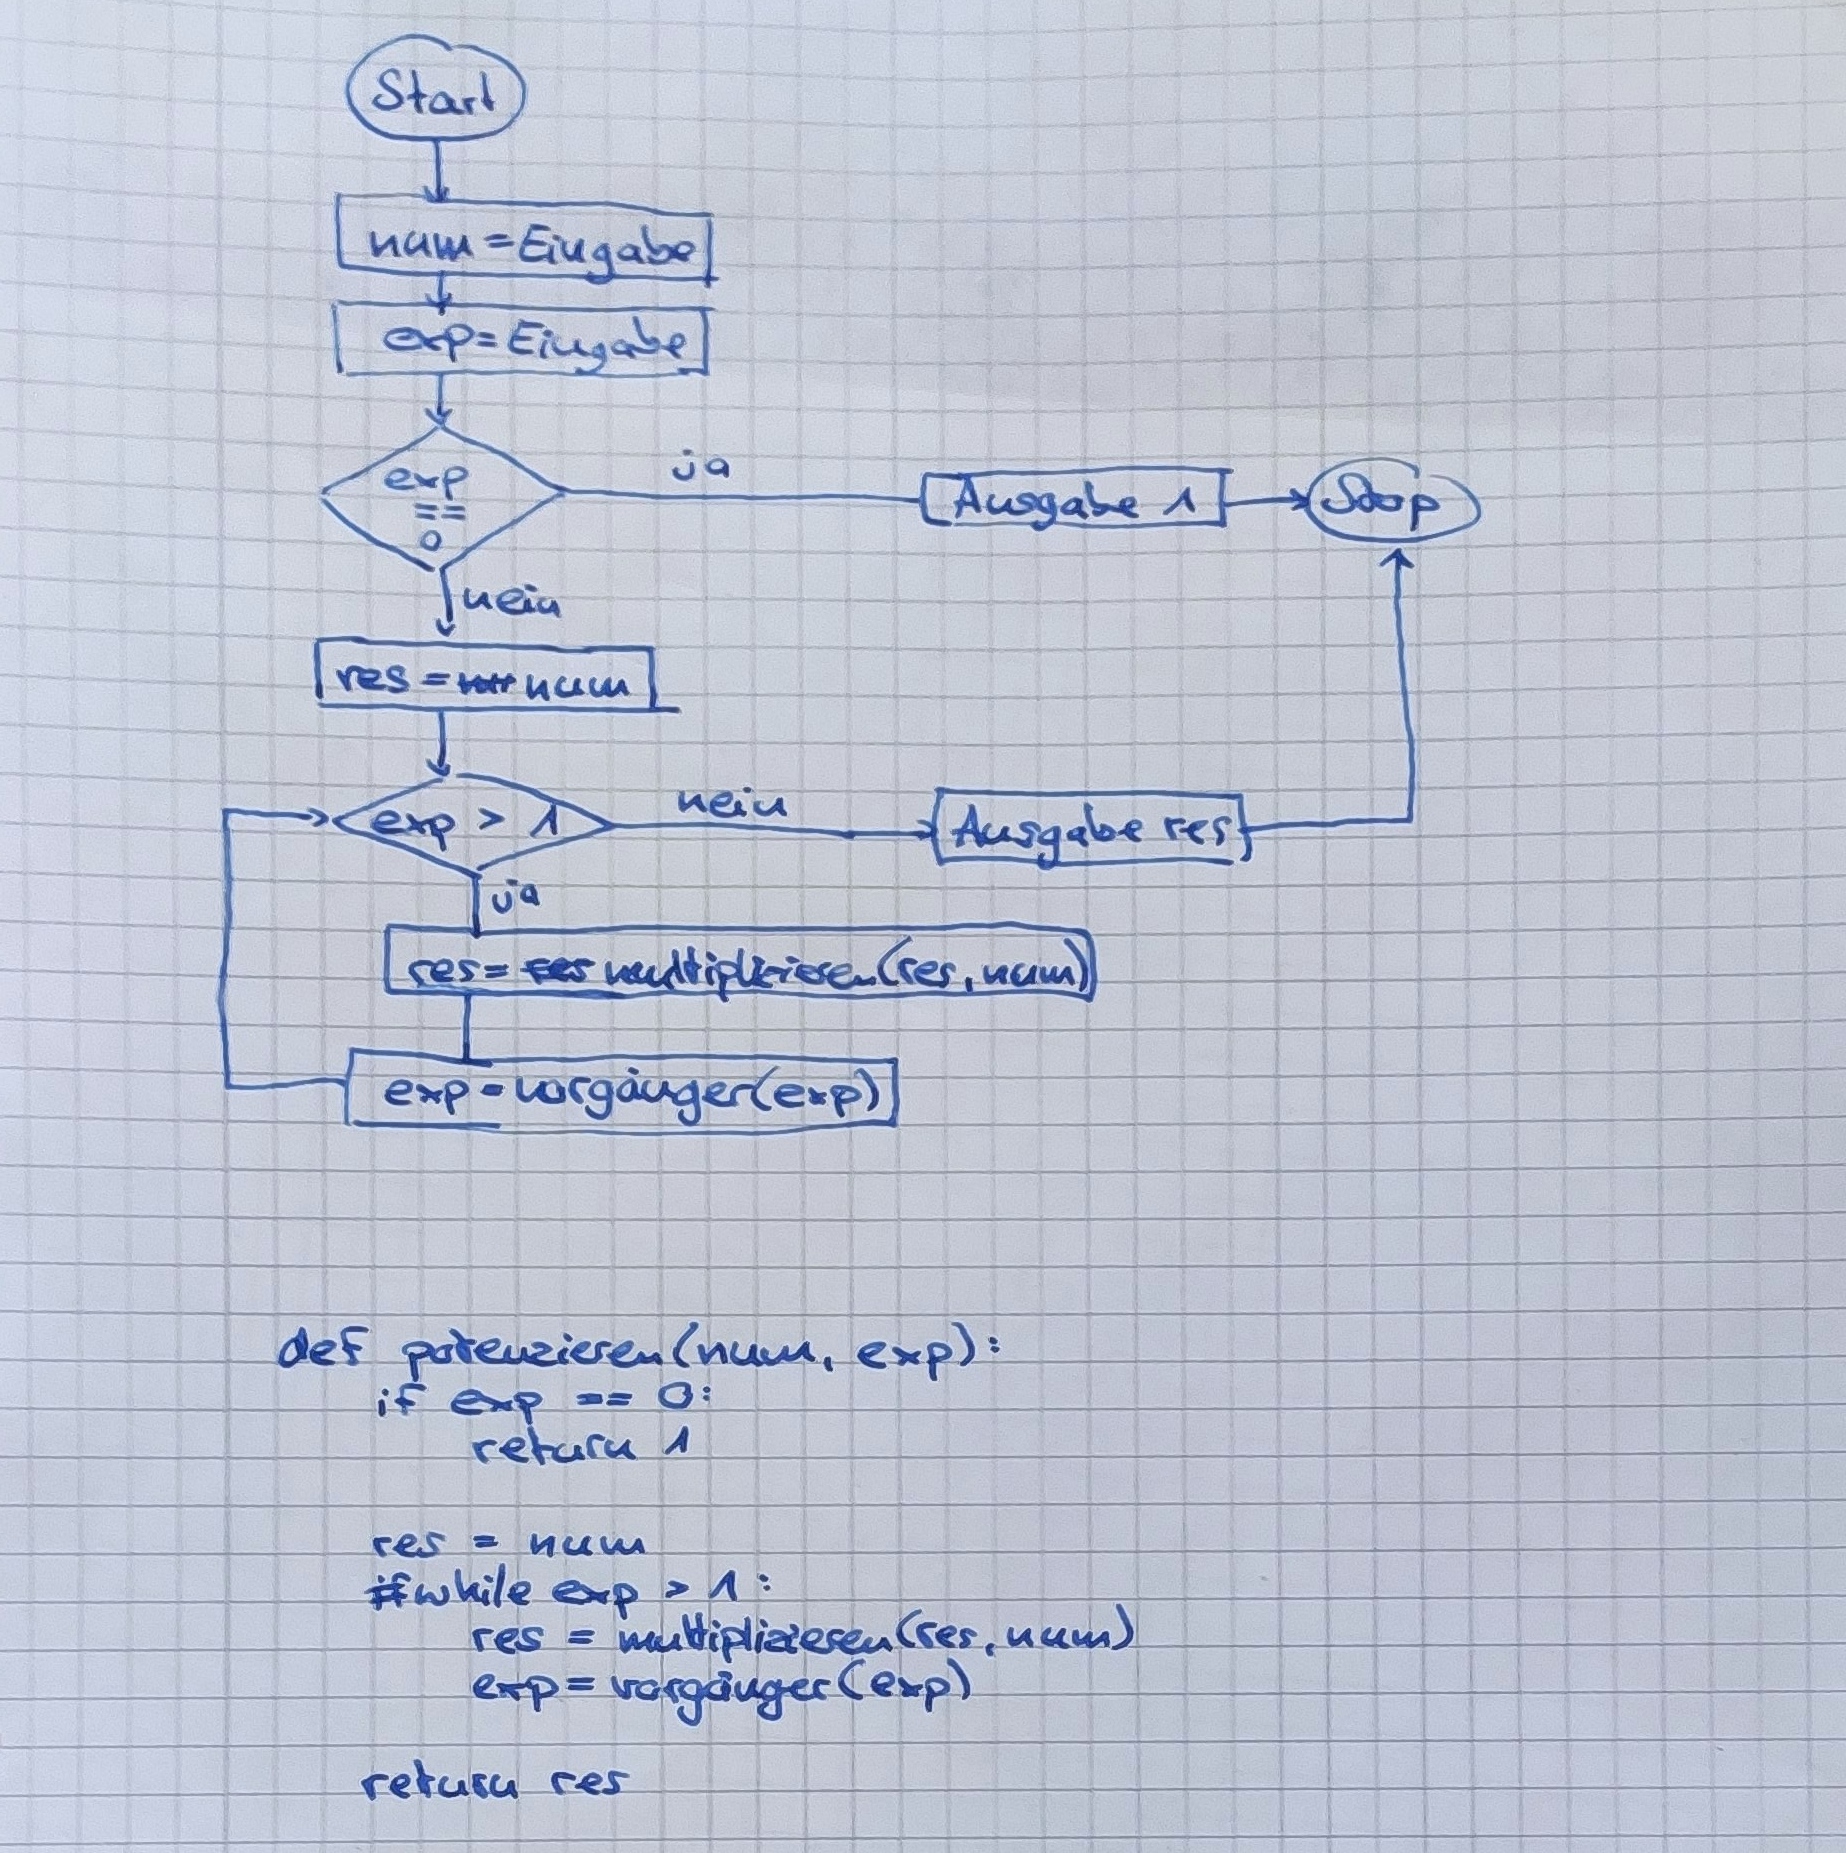 Start
num = Eingabe
exp = Eingabe
exp
==
0
ja
Ausgabe 1
Stop
nein
res = num
exp > 1
nein
Ausgabe res
ja
res = res multiplizieren(res, num)
exp = vorgänger(exp)
def potenzieren(num, exp):
if exp == 0:
return 1
res = num
if while exp > 1:
res = multiplizieren(res, num)
exp = vorgänger(exp)
return res